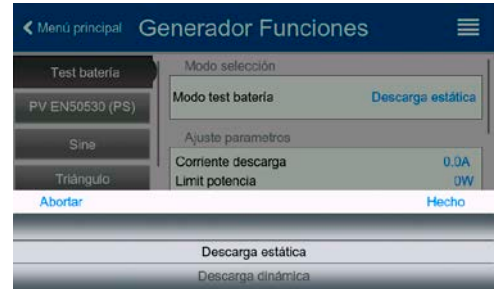 Menú principal Generador Funciones
Test batería
PV EN50530 (PS)
Sine
Triángulo
Modo selección
Modo test batería Descarga estática
Ajuste parametros
Corriente descarga 0.0A
Limit potencia 0W
Abortar Hecho
Descarga estática
Descarga dinámica